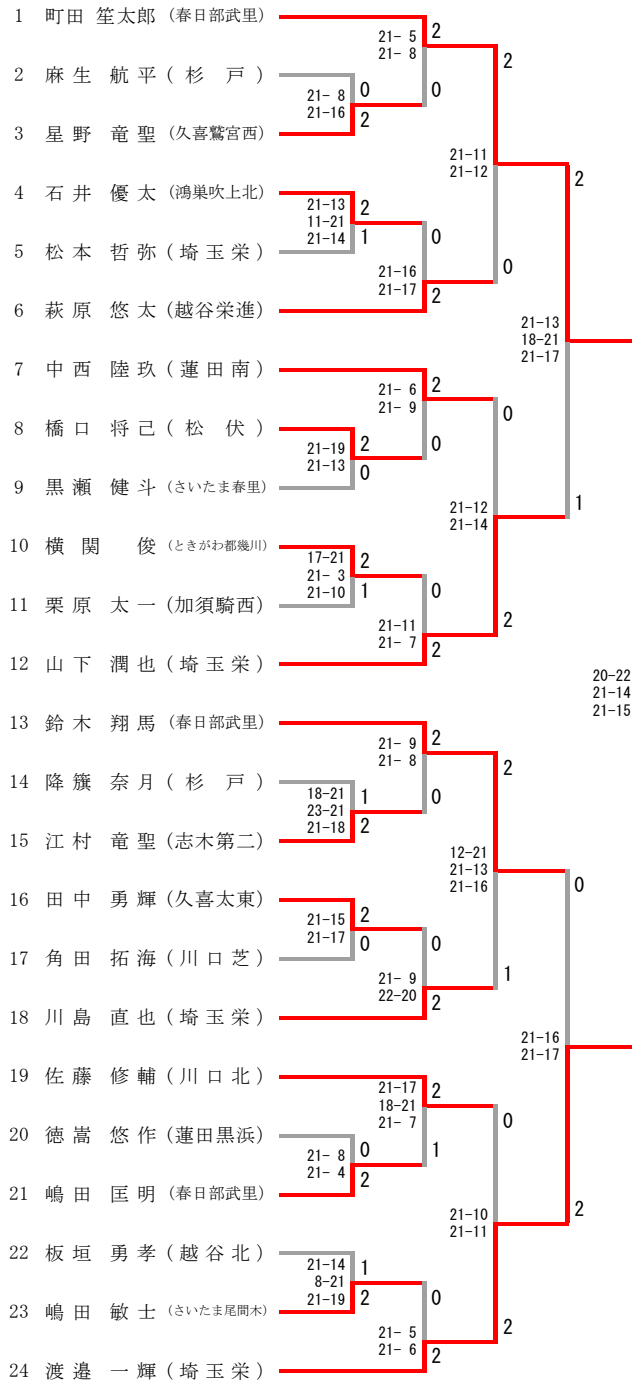 1 町田 笙太郎 (春日部武里)
2 麻生 航平 (杉戸)
3 星野 竜聖 (久喜鷲宮西)
4 石井 優太 (鴻巣吹上北)
5 松本 哲弥 (埼玉栄)
6 萩原 悠太 (越谷栄進)
7 中西 陸玖 (蓮田南)
8 橋口 将己 (松伏)
9 黒瀬 健斗 (さいたま春里)
10 横関 俊 (ときがわ都幾川)
11 栗原 太一 (加須騎西)
12 山下 潤也 (埼玉栄)
13 鈴木 翔馬 (春日部武里)
14 降簱 奈月 (杉戸)
15 江村 竜聖 (志木第二)
16 田中 勇輝 (久喜太東)
17 角田 拓海 (川口芝)
18 川島 直也 (埼玉栄)
19 佐藤 修輔 (川口北)
20 徳嵩 悠作 (蓮田黒浜)
21 嶋田 匡明 (春日部武里)
22 板垣 勇孝 (越谷北)
23 嶋田 敏士 (さいたま尾間木)
24 渡邉 一輝 (埼玉栄)
21- 8 0
21-16 2
21-13 2
11-21
21-14 1
21-19 2
21-13 0
17-21 2
21- 3
21-10 1
18-21 1
23-21
21-18 2
21-15 2
21-17 0
21- 8 0
21- 4 2
21-14 1
8-21
21-19 2
21- 5 2
21- 8 0
21-16 0
21-17 2
21- 6 2
21- 9 0
21-11 0
21- 7 2
21- 9 2
21- 8 0
21- 9 0
22-20 2
21-17 2
18-21
21- 7 1
21- 5 0
21- 6 2
21-11 2
21-12 0
21-12 0
21-14 2
12-21 2
21-13
21-16 1
21-10 0
21-11 2
21-13 2
18-21
21-17 1
21-16 0
21-17 2
20-22
21-14
21-15